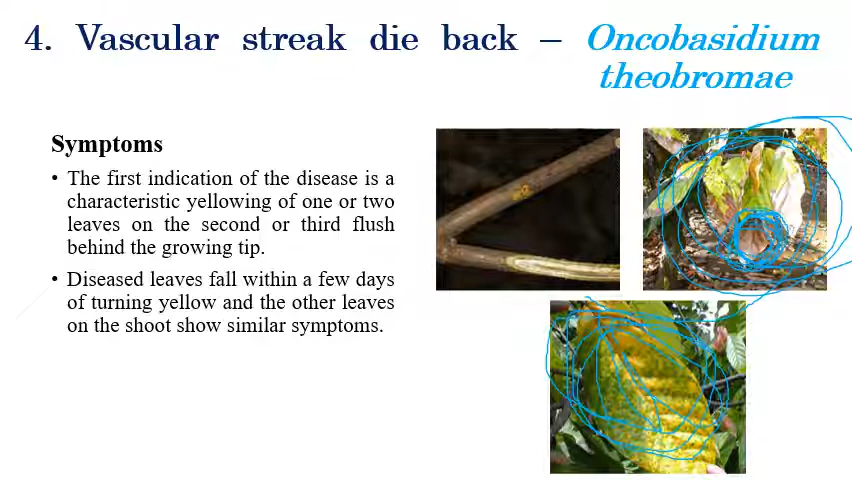 4. Vascular streak die back – Oncobasidium
theobromae
Symptoms
• The first indication of the disease is a
characteristic yellowing of one or two
leaves on the second or third flush
behind the growing tip.
• Diseased leaves fall within a few days
of turning yellow and the other leaves
on the shoot show similar symptoms.